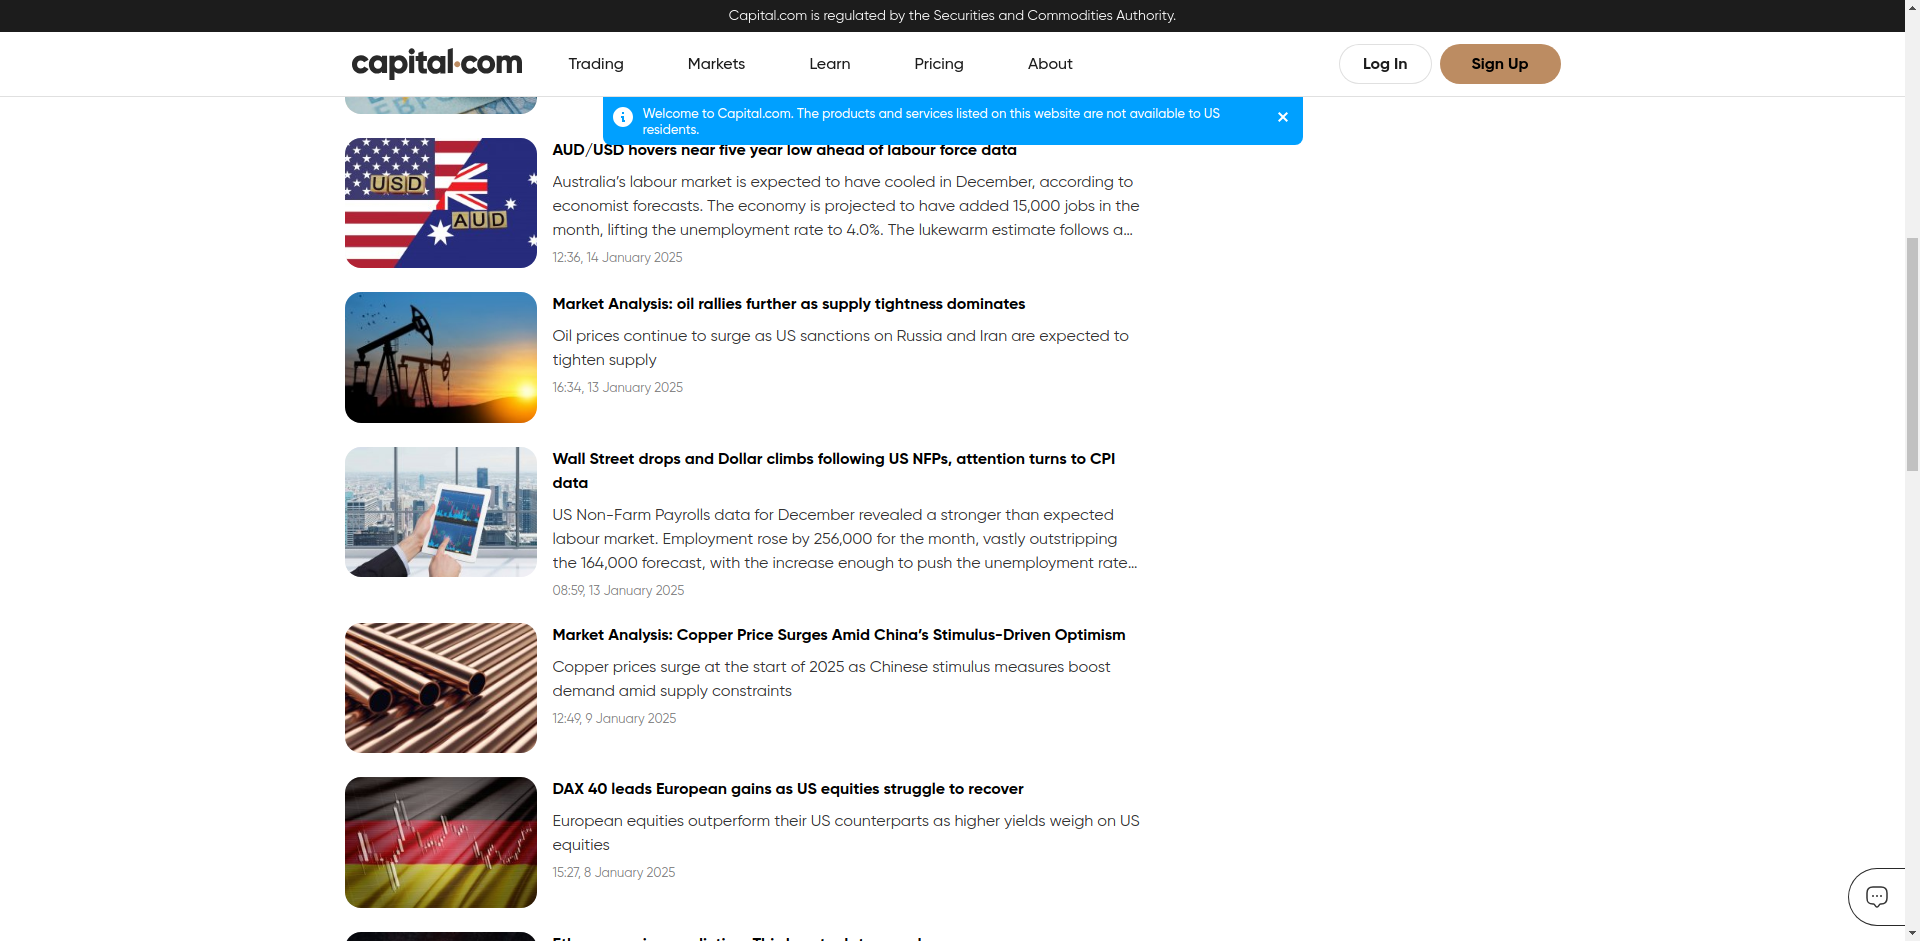 Capital.com is regulated by the Securities and Commodities Authority.
capital.com
Trading
Markets
Learn
Pricing
About
Log In
Sign Up
Welcome to Capital.com. The products and services listed on this website are not available to US
residents.
USD
AUD
AUD/USD hovers near five year low ahead of labour force data
Australia’s labour market is expected to have cooled in December, according to
economist forecasts. The economy is projected to have added 15,000 jobs in the
month, lifting the unemployment rate to 4.0%. The lukewarm estimate follows a…
12:36, 14 January 2025
Market Analysis: oil rallies further as supply tightness dominates
Oil prices continue to surge as US sanctions on Russia and Iran are expected to
tighten supply
16:34, 13 January 2025
Wall Street drops and Dollar climbs following US NFPs, attention turns to CPI
data
US Non-Farm Payrolls data for December revealed a stronger than expected
labour market. Employment rose by 256,000 for the month, vastly outstripping
the 164,000 forecast, with the increase enough to push the unemployment rate…
08:59, 13 January 2025
Market Analysis: Copper Price Surges Amid China’s Stimulus-Driven Optimism
Copper prices surge at the start of 2025 as Chinese stimulus measures boost
demand amid supply constraints
12:49, 9 January 2025
DAX 40 leads European gains as US equities struggle to recover
European equities outperform their US counterparts as higher yields weigh on US
equities
15:27, 8 January 2025